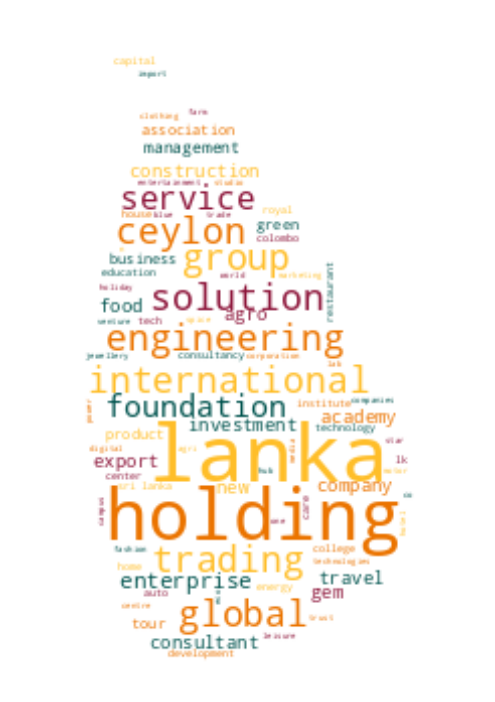 capital
import
clothing farm
association
management
construction
entertainment studio
service
house blue trade royal
ceylon green
colombo
business group
education world marketing
holiday restaurant
food solution
agro
venture tech space
engineering
jewellery consultancy corporation
lab
international
power foundation institute companies
investment academy
product technology
lanka
digital agri media star
export lk
center hub motor
sri lanka new company
co
holding
campus one care hotel
fashion trading college
home technologies
enterprise energy travel
auto gem
centre
global
tour trust
consultant leisure
development